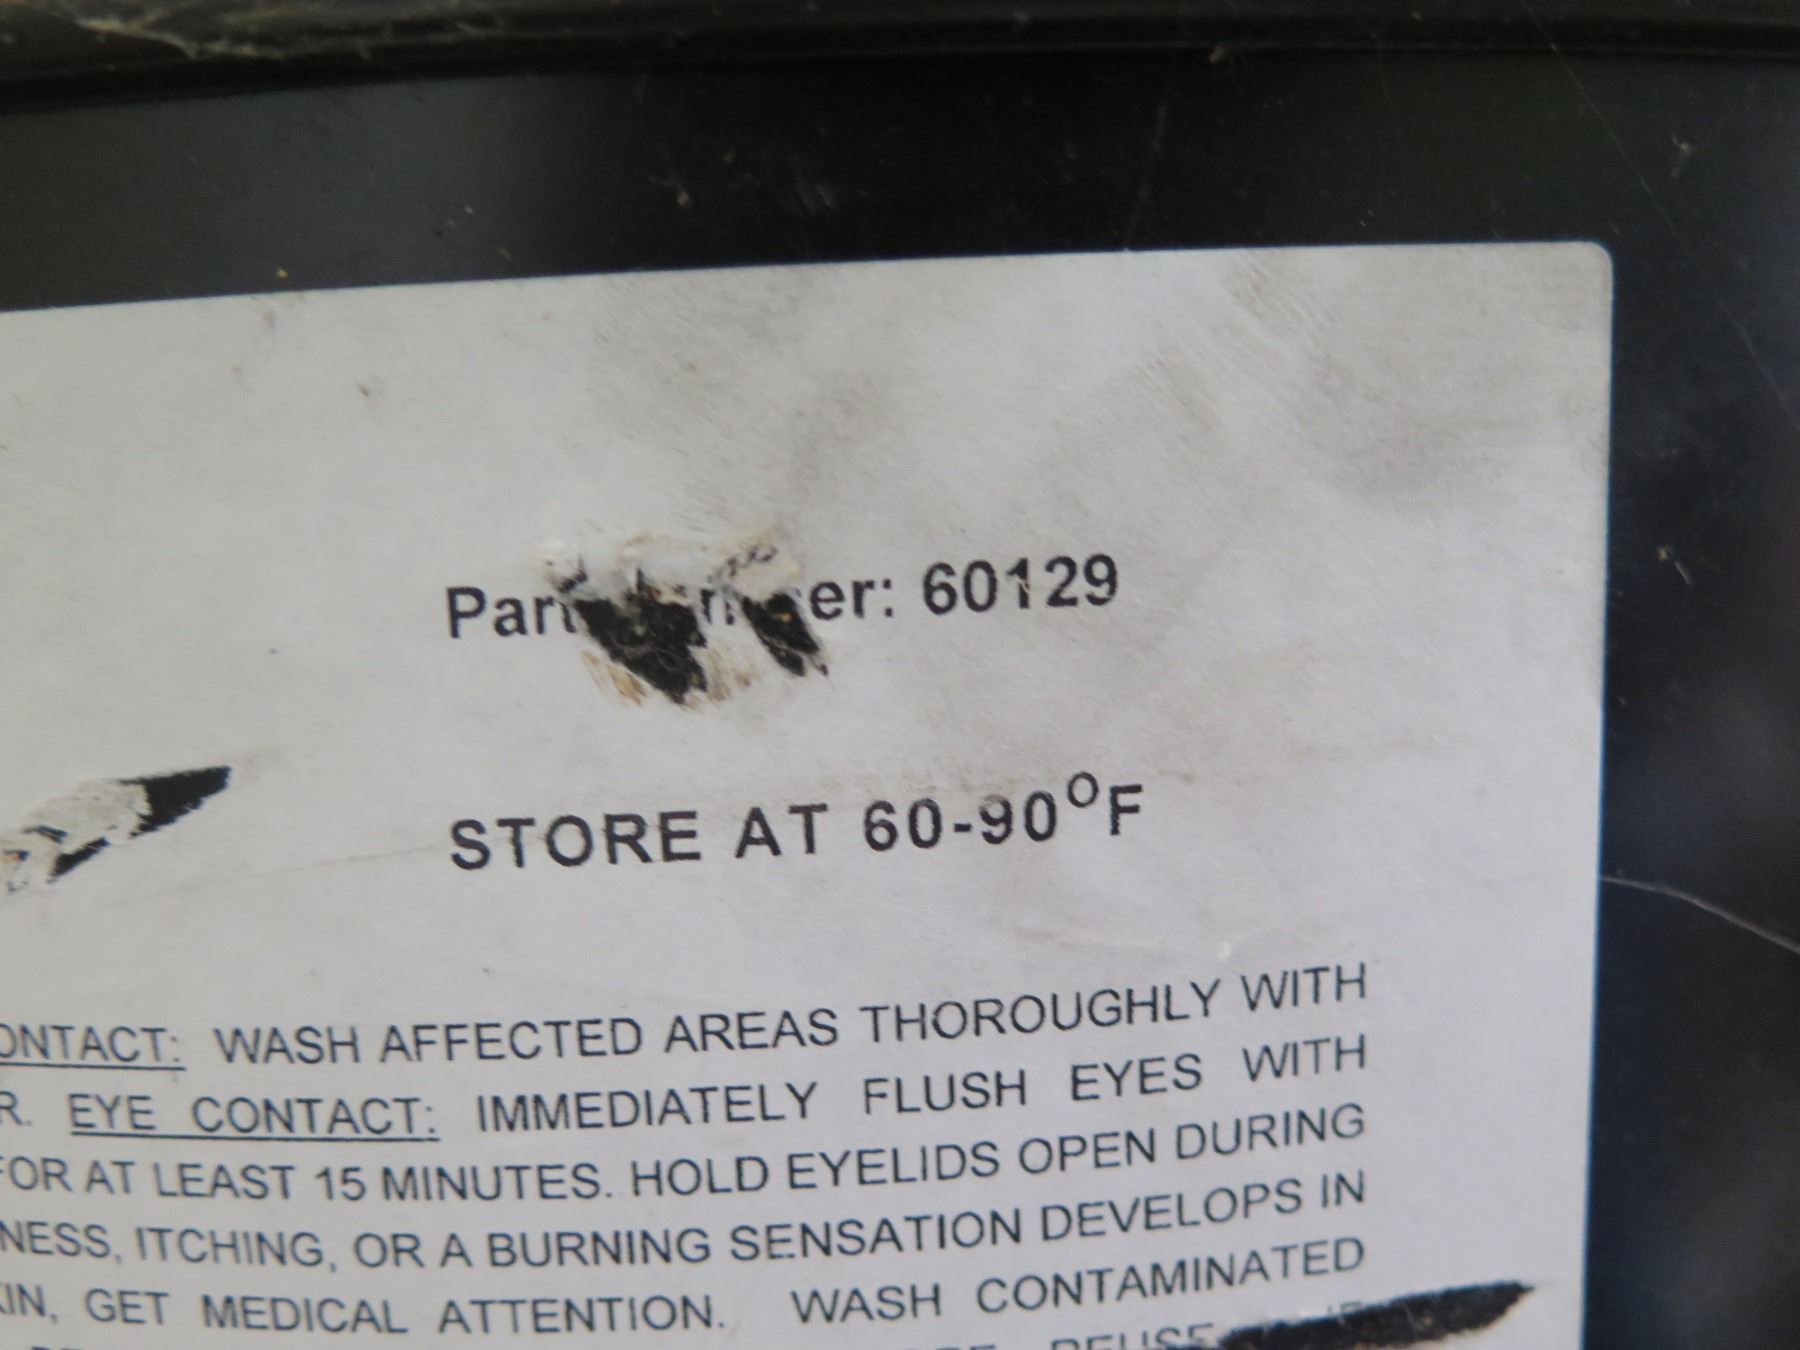 Part er: 60129
STORE AT 60-90°F
ONTACT: WASH AFFECTED AREAS THOROUGHLY WITH
R. EYE CONTACT: IMMEDIATELY FLUSH EYES WITH
FOR AT LEAST 15 MINUTES. HOLD EYELIDS OPEN DURING
NESS, ITCHING, OR A BURNING SENSATION DEVELOPS IN
KIN, GET MEDICAL ATTENTION. WASH CONTAMINATED
REUSE